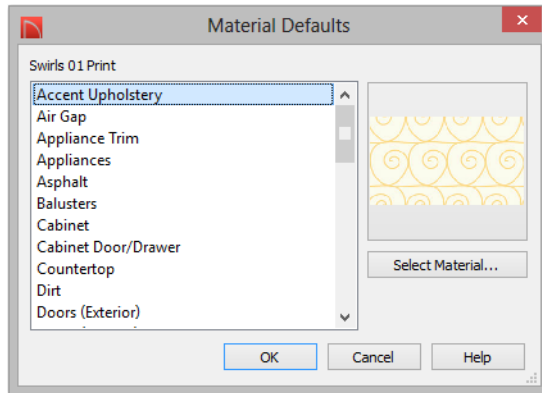 Material Defaults
Swirls 01 Print
Accent Upholstery
Air Gap
Appliance Trim
Appliances
Asphalt
Balusters
Cabinet
Cabinet Door/Drawer
Countertop
Dirt
Doors (Exterior)
Select Material...
OK
Cancel
Help